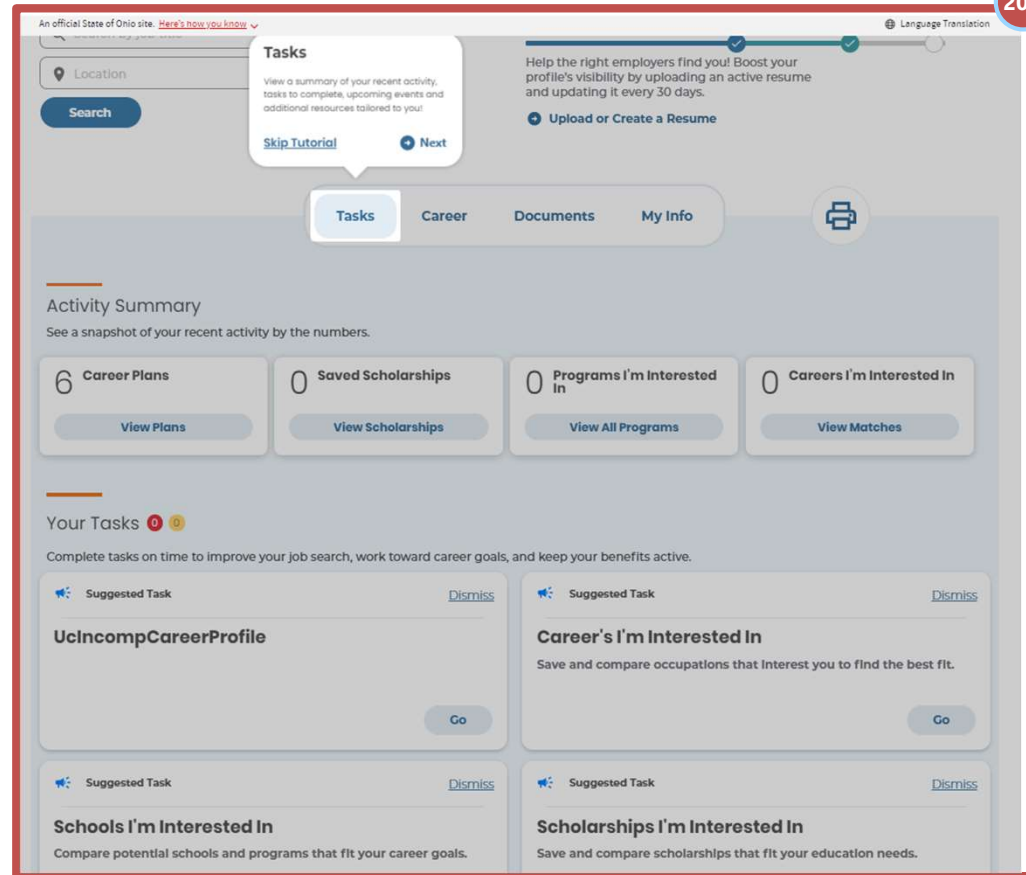 20
An official State of Ohio site. Here's how you know
Language Translation
Search by job title
Location
Search
Tasks
View a summary of your recent activity,
tasks to complete, upcoming events and
additional resources tailored to you!
Skip Tutorial
Next
Help the right employers find you! Boost your
profile's visibility by uploading an active resume
and updating it every 30 days.
Upload or Create a Resume
Tasks Career Documents My Info
Activity Summary
See a snapshot of your recent activity by the numbers.
6 Career Plans
View Plans
0 Saved Scholarships
View Scholarships
0 Programs I'm Interested
In
View All Programs
0 Careers I'm Interested In
View Matches
Your Tasks 0 0
Complete tasks on time to improve your job search, work toward career goals, and keep your benefits active.
Suggested Task Dismiss
UcIncompCareerProfile
Go
Suggested Task Dismiss
Career's I'm Interested In
Save and compare occupations that interest you to find the best fit.
Go
Suggested Task Dismiss
Schools I'm Interested In
Compare potential schools and programs that fit your career goals.
Suggested Task Dismiss
Scholarships I'm Interested In
Save and compare scholarships that fit your education needs.